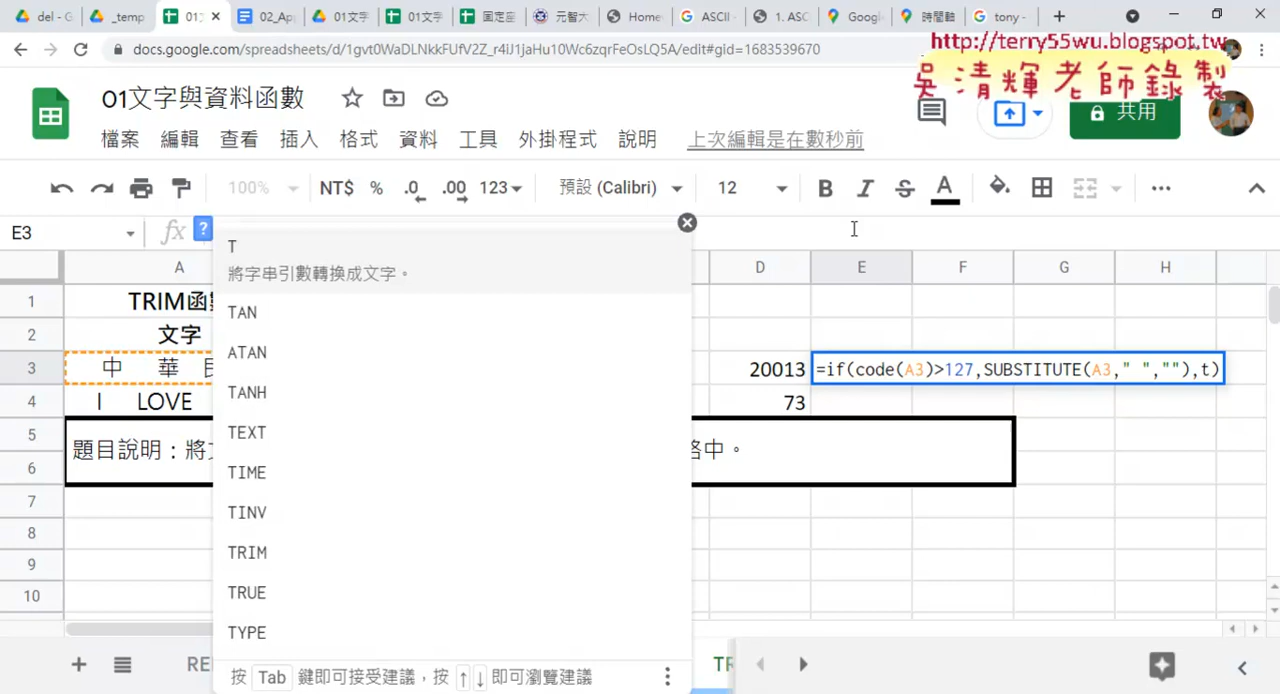 del - G
_temp
01文
02_Ap
01文字
01文字
固定座
元智大
Home
ASCII
1. ASC
Google
時間軸
tony -
docs.google.com/spreadsheets/d/1gvt0WaDLNkkFUfV2Z_r4iJ1jaHu10Wc6zqrFeOsLQ5A/edit#gid=1683539670
http://terry55wu.blogspot.tw
吳清輝老師錄製
01文字與資料函數
共用
檔案 編輯 查看 插入 格式 資料 工具 外掛程式 說明 上次編輯是在數秒前
100% NT$ % .0 .00 123 預設 (Calibri) 12 B I S A
E3 fx ?
T
將字串引數轉換成文字。
TAN
ATAN
TANH
TEXT
TIME
TINV
TRIM
TRUE
TYPE
按 Tab 鍵即可接受建議，按 ↑ ↓ 即可瀏覽建議
A D E F G H
1 TRIM函
2 文字
3 中 華 20013 =if(code(A3)>127,SUBSTITUTE(A3," ",""),t)
4 I LOVE 73
5 題目說明：將 中。
6
7
8
9
10
RE TR